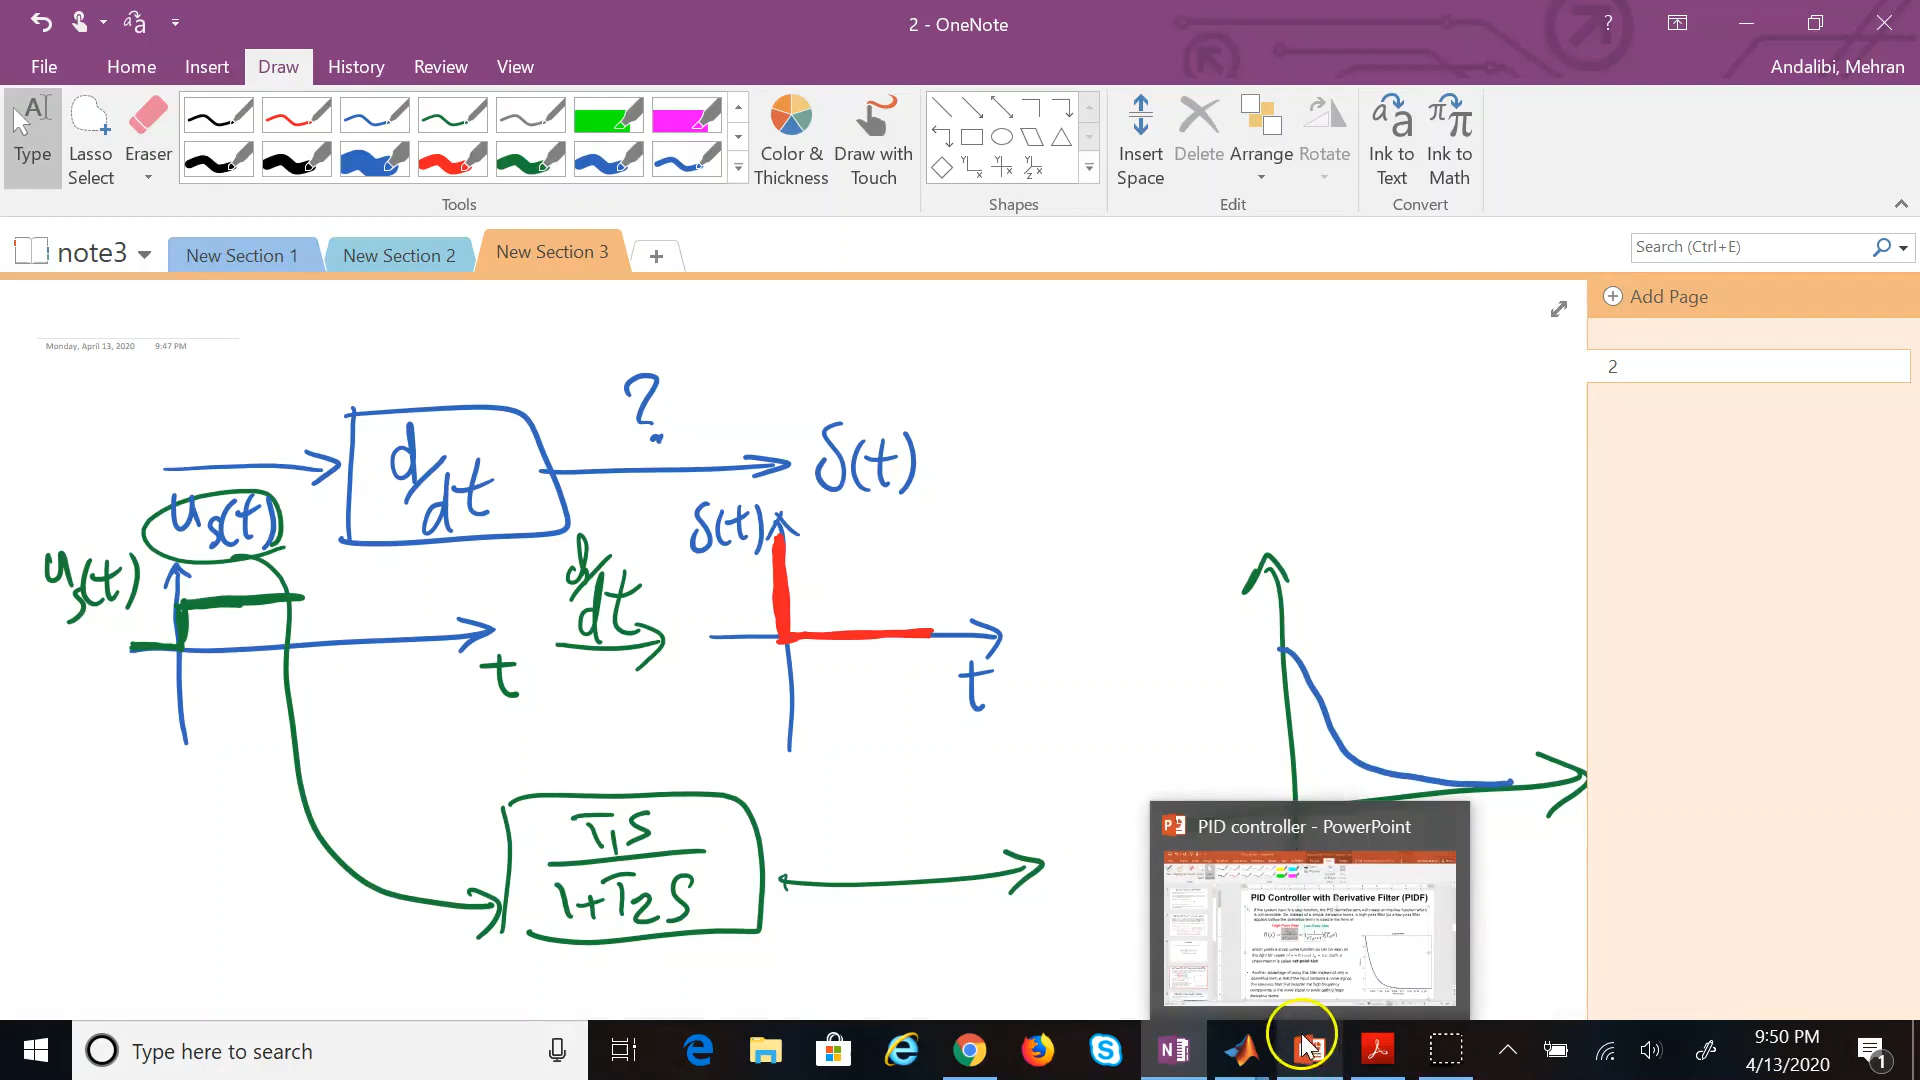 2 - OneNote
?
Andalibi, Mehran
File
Home
Insert
Draw
History
Review
View
Type
Lasso
Select
Eraser
Color &
Thickness
Draw with
Touch
Insert
Space
Delete
Arrange
Rotate
Ink to
Text
Ink to
Math
Tools
Shapes
Edit
Convert
note3
New Section 1
New Section 2
New Section 3
Search (Ctrl+E)
Add Page
2
Monday, April 13, 2020 9:47 PM
?
d/dt
δ(t)
u_s(t)
δ(t)
u_s(t)
d/dt
t
t
T₁S
1+T₂S
PID controller - PowerPoint
PID Controller with Derivative Filter (PIDF)
Type here to search
9:50 PM
4/13/2020
1